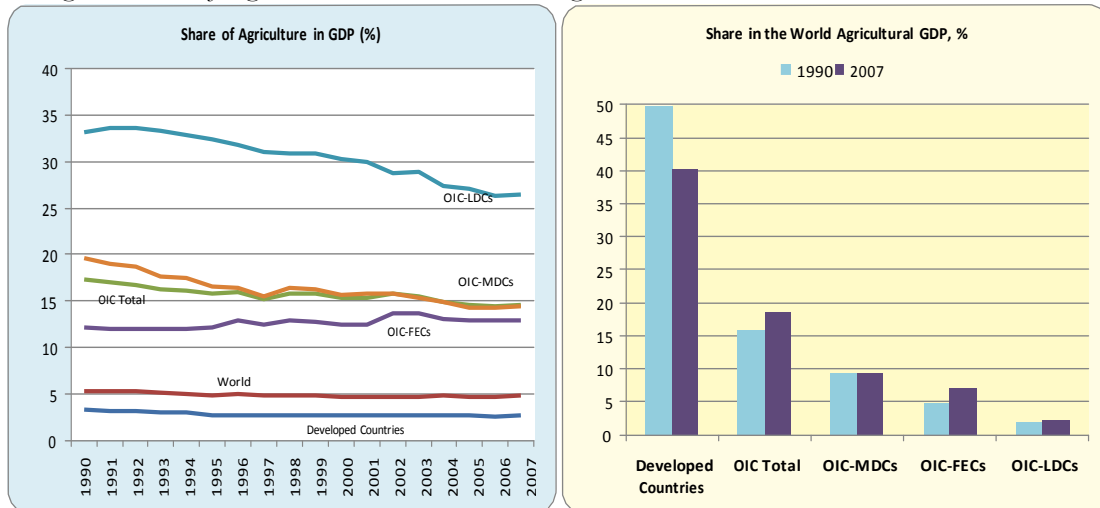 Share of Agriculture in GDP (%)
40
35
30
25
20
15
10
5
0
OIC-LDCs
OIC-MDCs
OIC Total
OIC-FECs
World
Developed Countries
1990
1991
1992
1993
1994
1995
1996
1997
1998
1999
2000
2001
2002
2003
2004
2005
2006
2007
Share in the World Agricultural GDP, %
1990 2007
50
45
40
35
30
25
20
15
10
5
0
Developed
Countries
OIC Total
OIC-MDCs
OIC-FECs
OIC-LDCs